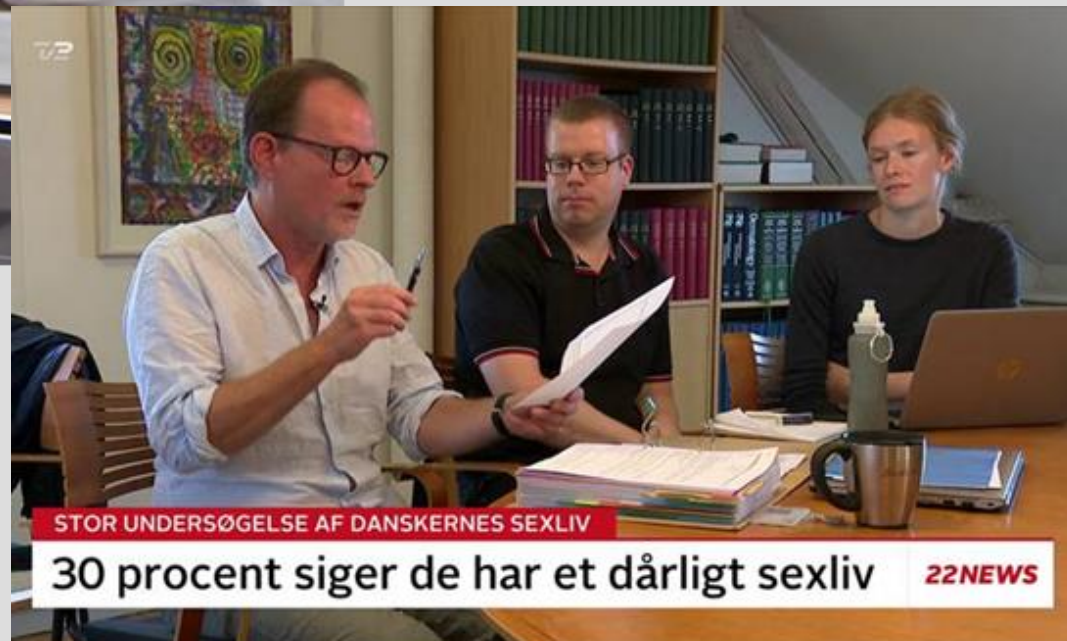 TV2
STOR UNDERSØGELSE AF DANSKERNES SEXLIV
30 procent siger de har et dårligt sexliv
22NEWS